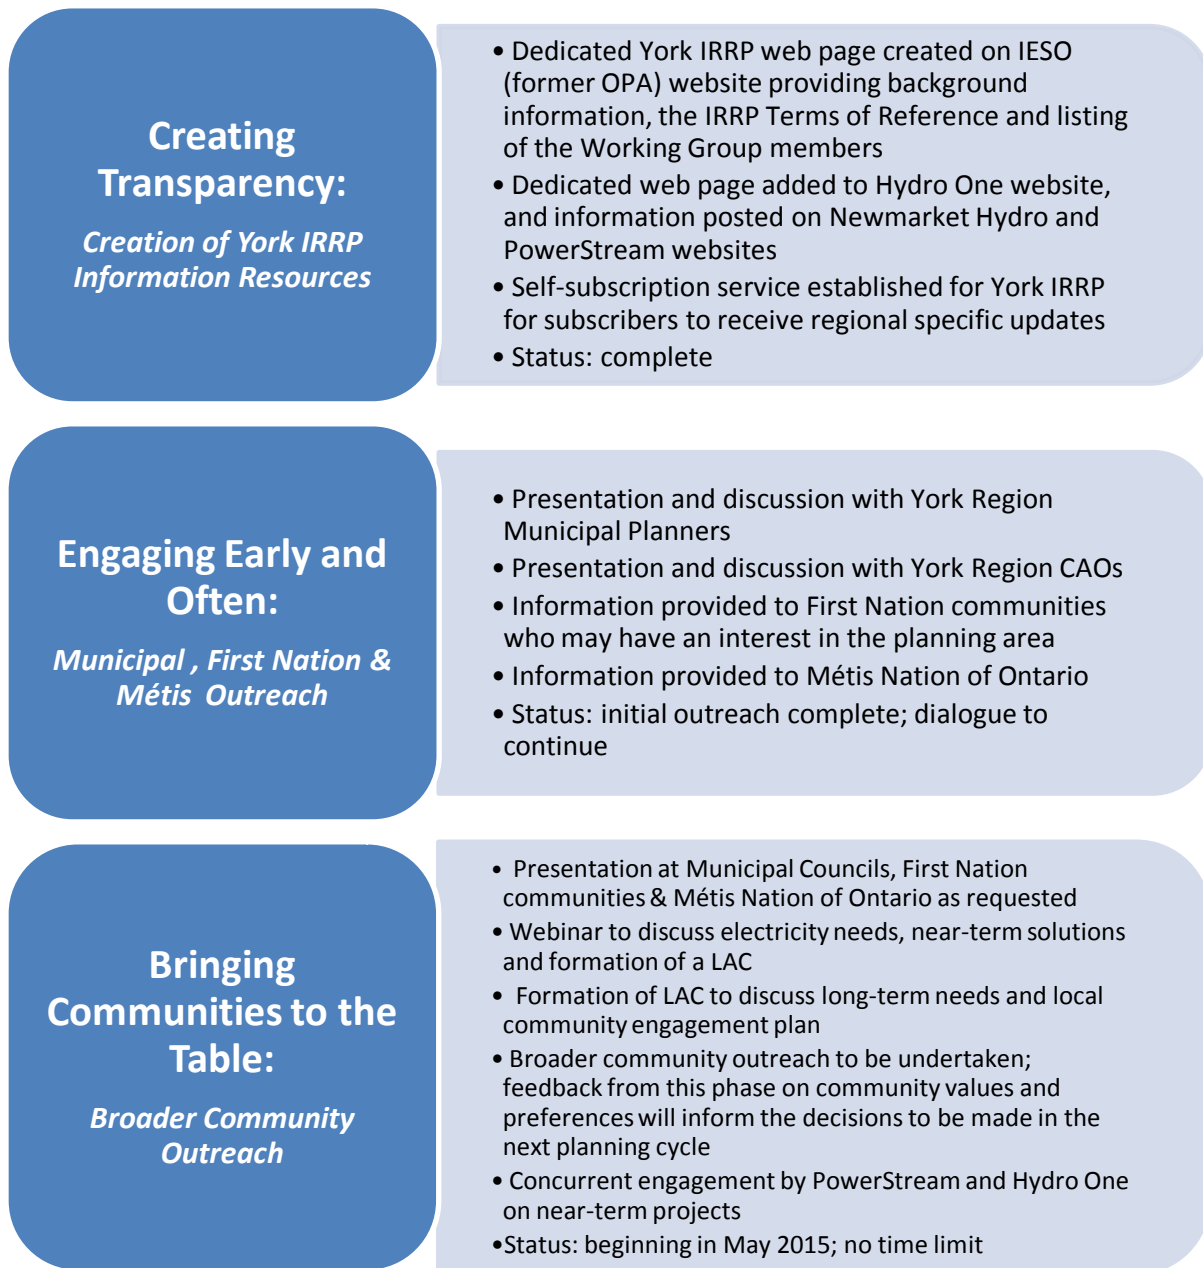 Creating
Transparency:
Creation of York IRRP
Information Resources
• Dedicated York IRRP web page created on IESO
(former OPA) website providing background
information, the IRRP Terms of Reference and listing
of the Working Group members
• Dedicated web page added to Hydro One website,
and information posted on Newmarket Hydro and
PowerStream websites
• Self-subscription service established for York IRRP
for subscribers to receive regional specific updates
• Status: complete
Engaging Early and
Often:
Municipal , First Nation &
Métis  Outreach
• Presentation and discussion with York Region
Municipal Planners
• Presentation and discussion with York Region CAOs
• Information provided to First Nation communities
who may have an interest in the planning area
• Information provided to Métis Nation of Ontario
• Status: initial outreach complete; dialogue to
continue
Bringing
Communities to the
Table:
Broader Community
Outreach
•  Presentation at Municipal Councils, First Nation
communities & Métis Nation of Ontario as requested
• Webinar to discuss electricity needs, near-term solutions
and formation of a LAC
•  Formation of LAC to discuss long-term needs and local
community engagement plan
• Broader community outreach to be undertaken;
feedback from this phase on community values and
preferences will inform the decisions to be made in the
next planning cycle
• Concurrent engagement by PowerStream and Hydro One
on near-term projects
•Status: beginning in May 2015; no time limit